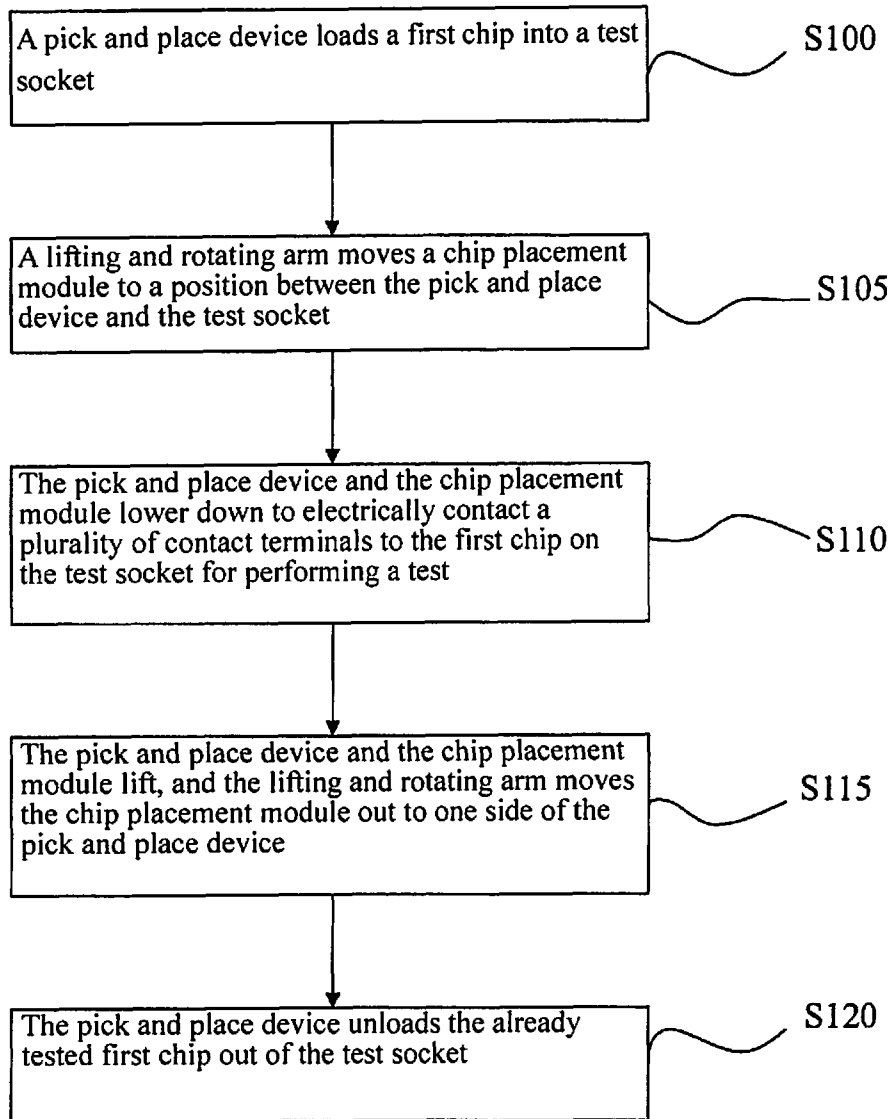 A pick and place device loads a first chip into a test
socket
S100
A lifting and rotating arm moves a chip placement
module to a position between the pick and place
device and the test socket
S105
The pick and place device and the chip placement
module lower down to electrically contact a
plurality of contact terminals to the first chip on
the test socket for performing a test
S110
The pick and place device and the chip placement
module lift, and the lifting and rotating arm moves
the chip placement module out to one side of the
pick and place device
S115
The pick and place device unloads the already
tested first chip out of the test socket
S120